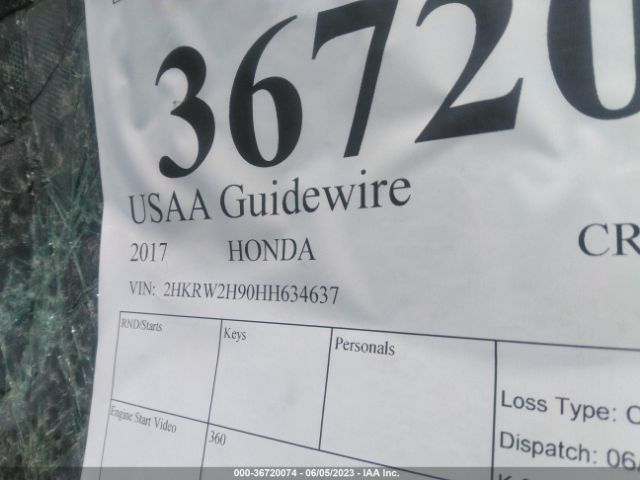 36720
USAA Guidewire
2017 HONDA CR
VIN: 2HKRW2H90HH634637
RND/Starts Keys Personals
Loss Type: C
Engine Start Video 360
Dispatch: 06/
000-36720074 - 06/05/2023 - IAA Inc.